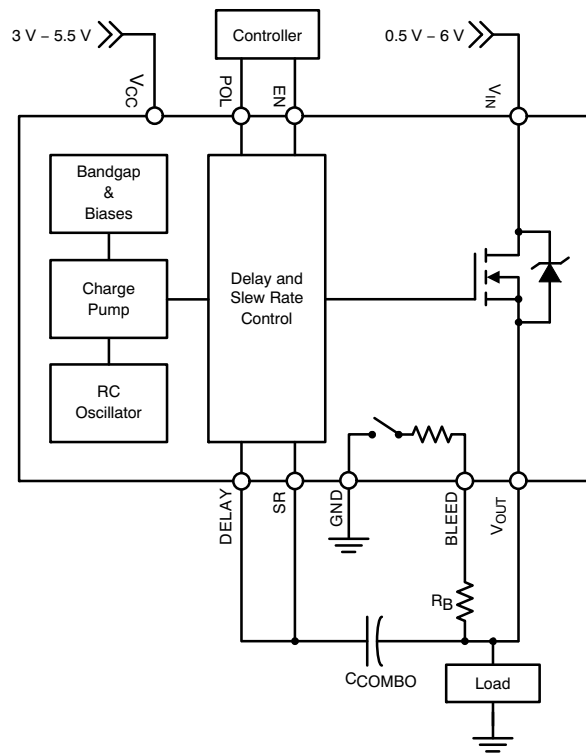 3 V – 5.5 V
Controller
0.5 V – 6 V
VCC
POL
EN
VIN
Bandgap
&
Biases
Charge
Pump
RC
Oscillator
Delay and
Slew Rate
Control
DELAY
SR
GND
BLEED
VOUT
RB
CCOMBO
Load